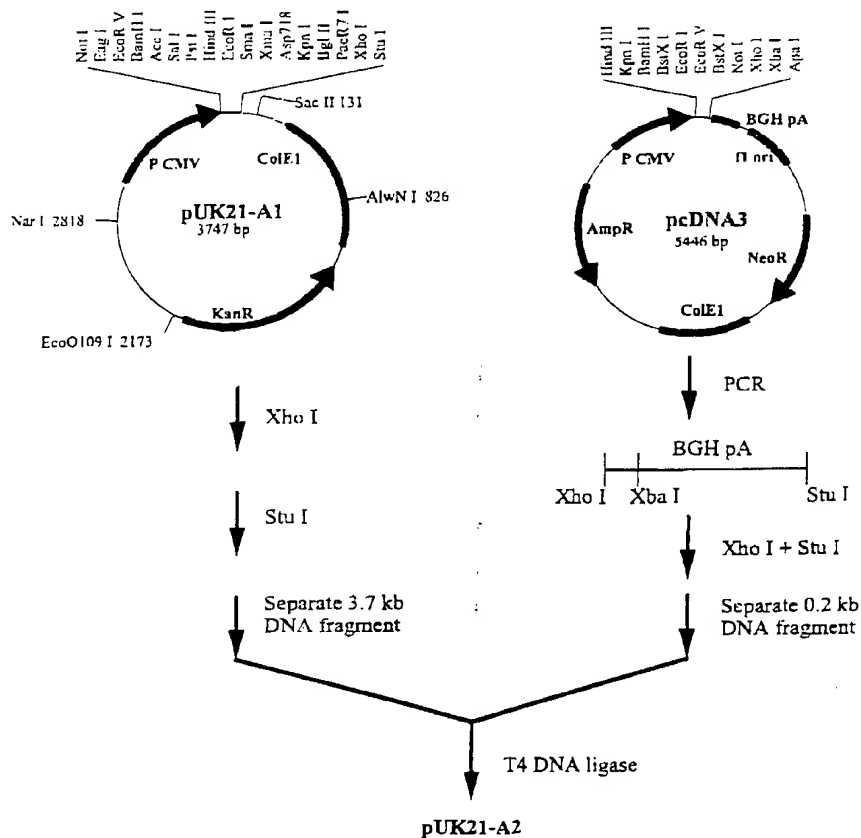 Not I
Eag I
EcoR V
BamH I
Acc I
Sal I
Pst I
Hind III
EcoR I
Sma I
Xma I
Asp718
Kpn I
Bgl II
PaeR7 I
Xho I
Stu I
Sac II 131
P CMV
ColE1
AlwN I 826
pUK21-A1
3747 bp
Nar I 2818
KanR
EcoO109 I 2173
Hind III
Kpn I
BamH I
BstX I
EcoR I
EcoR V
BstX I
Not I
Xho I
Xba I
Apa I
BGH pA
P CMV
f1 ori
AmpR
pcDNA3
5446 bp
NeoR
ColE1
Xho I
Stu I
Separate 3.7 kb
DNA fragment
PCR
BGH pA
Xho I
Xba I
Stu I
Xho I + Stu I
Separate 0.2 kb
DNA fragment
T4 DNA ligase
pUK21-A2